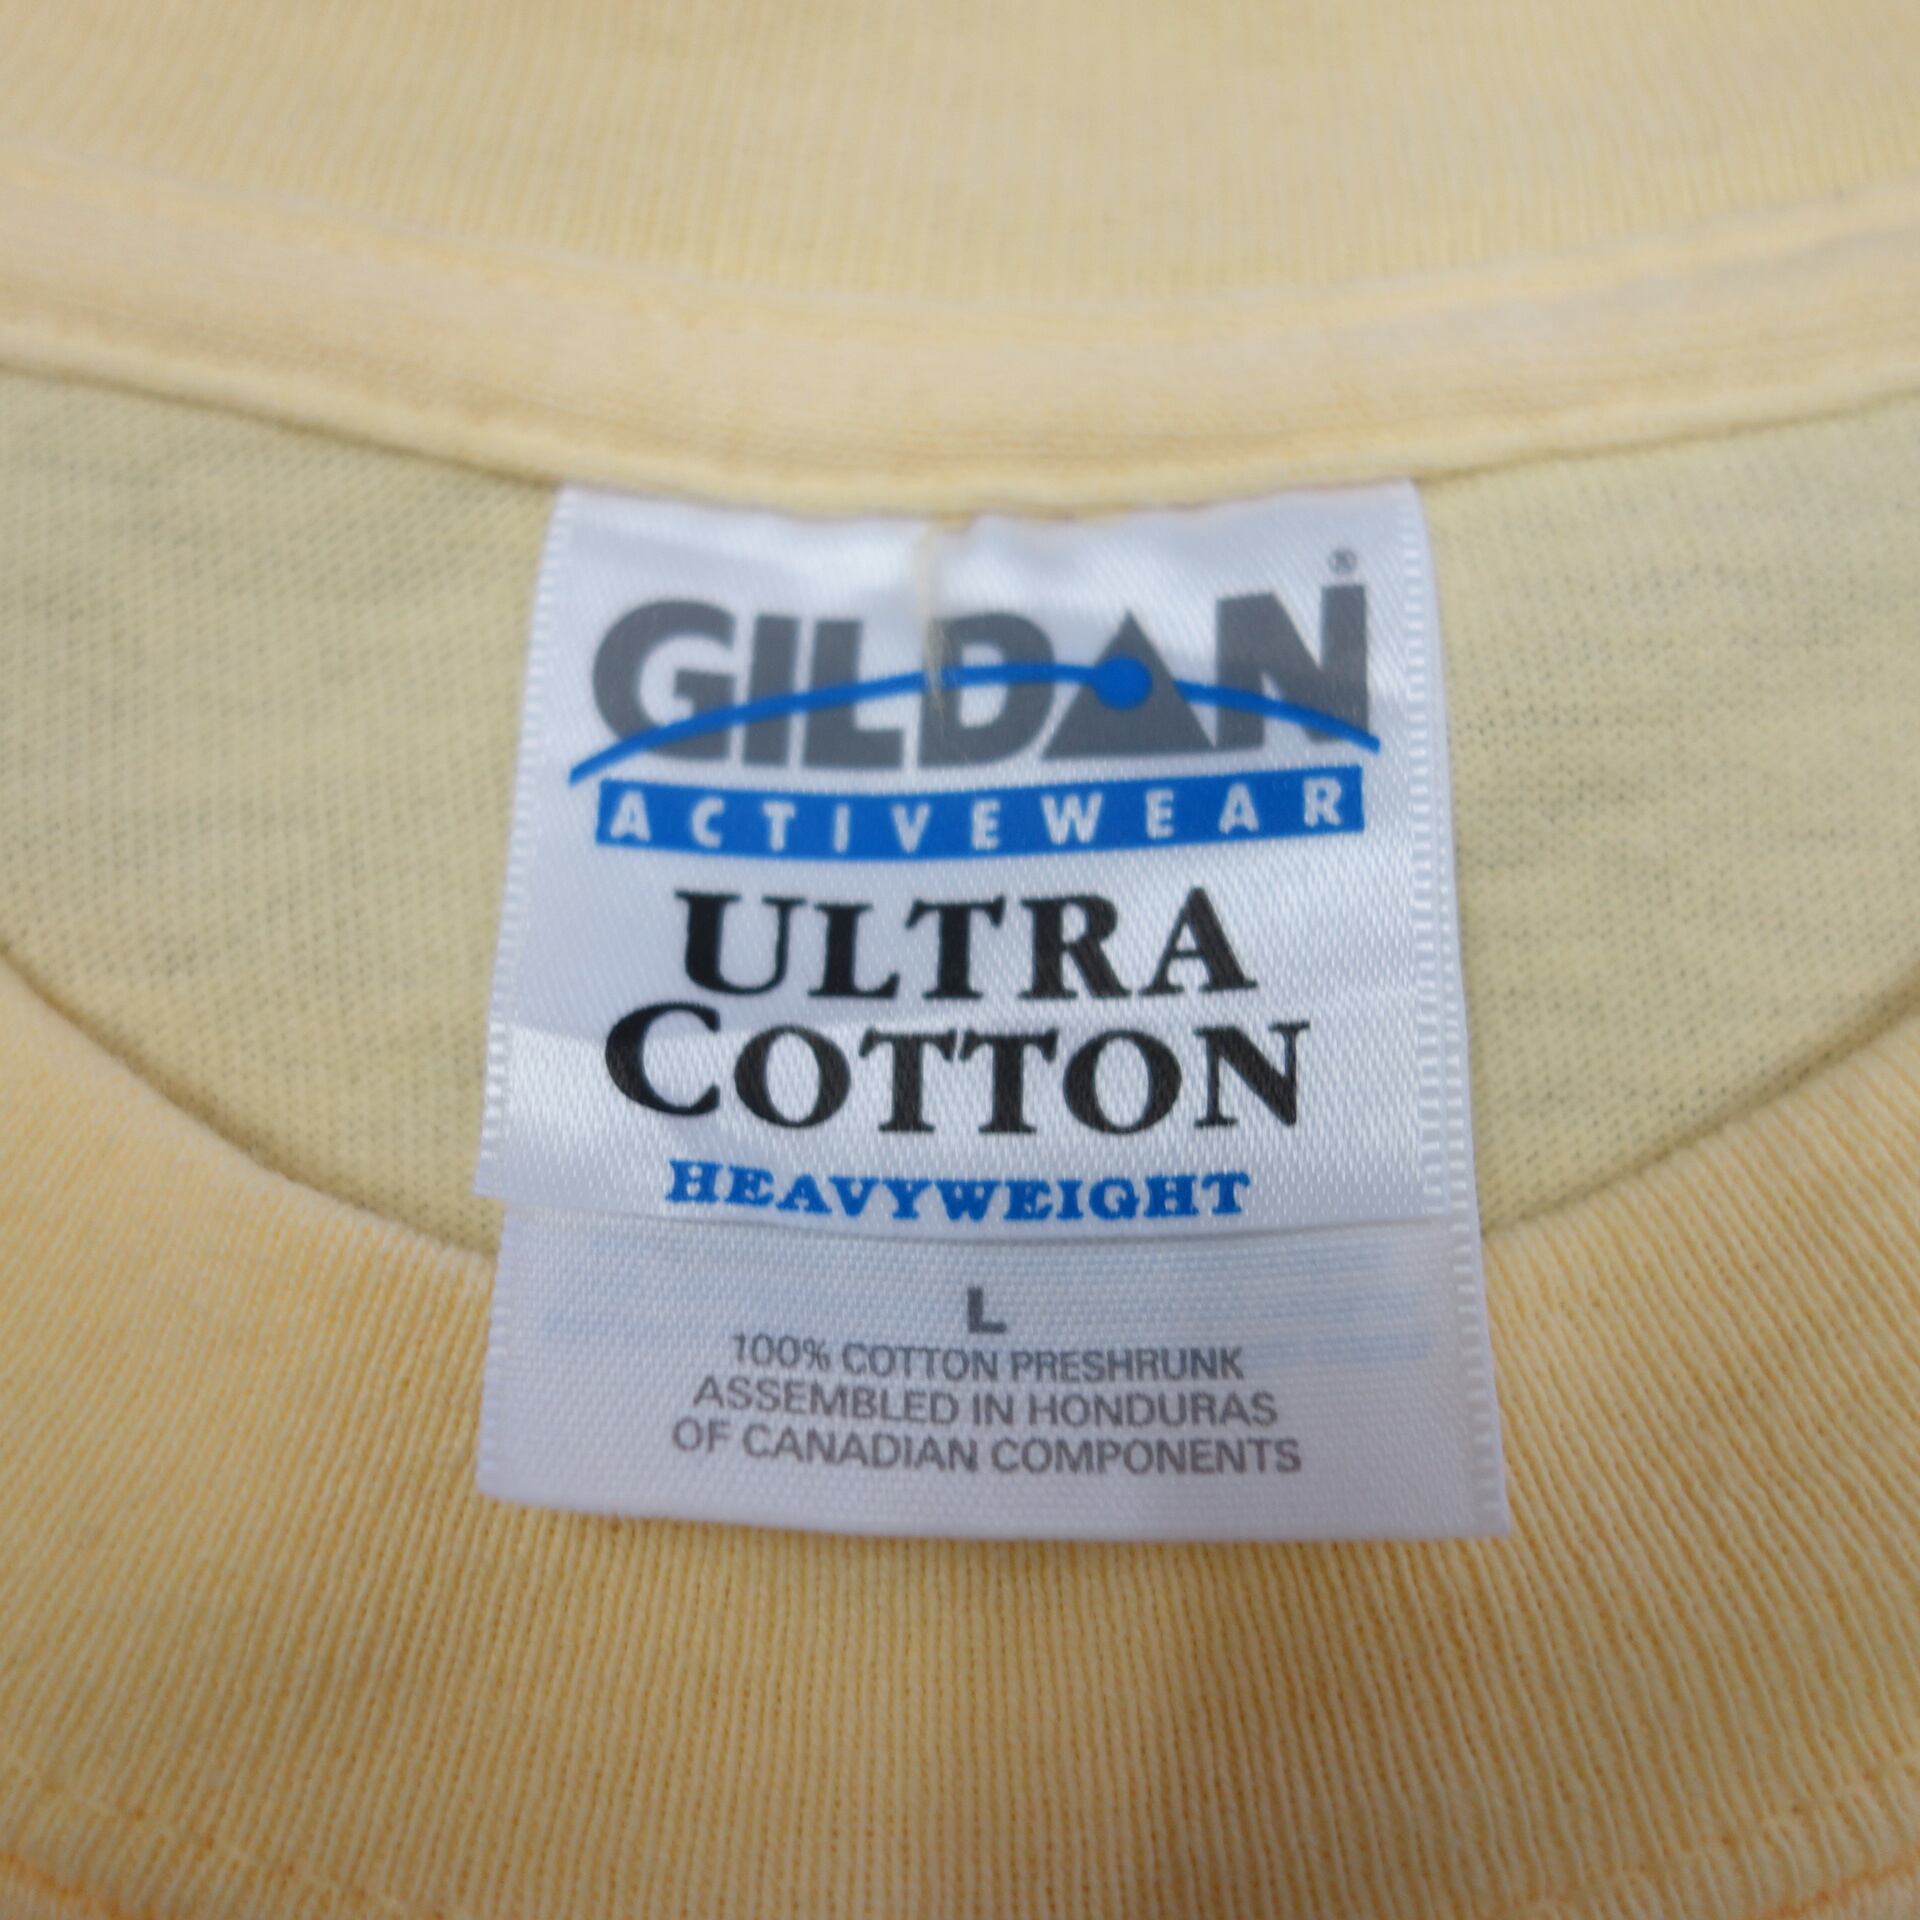 GILDAN®
ACTIVEWEAR
ULTRA
COTTON
HEAVYWEIGHT
L
100% COTTON PRESHRUNK
ASSEMBLED IN HONDURAS
OF CANADIAN COMPONENTS